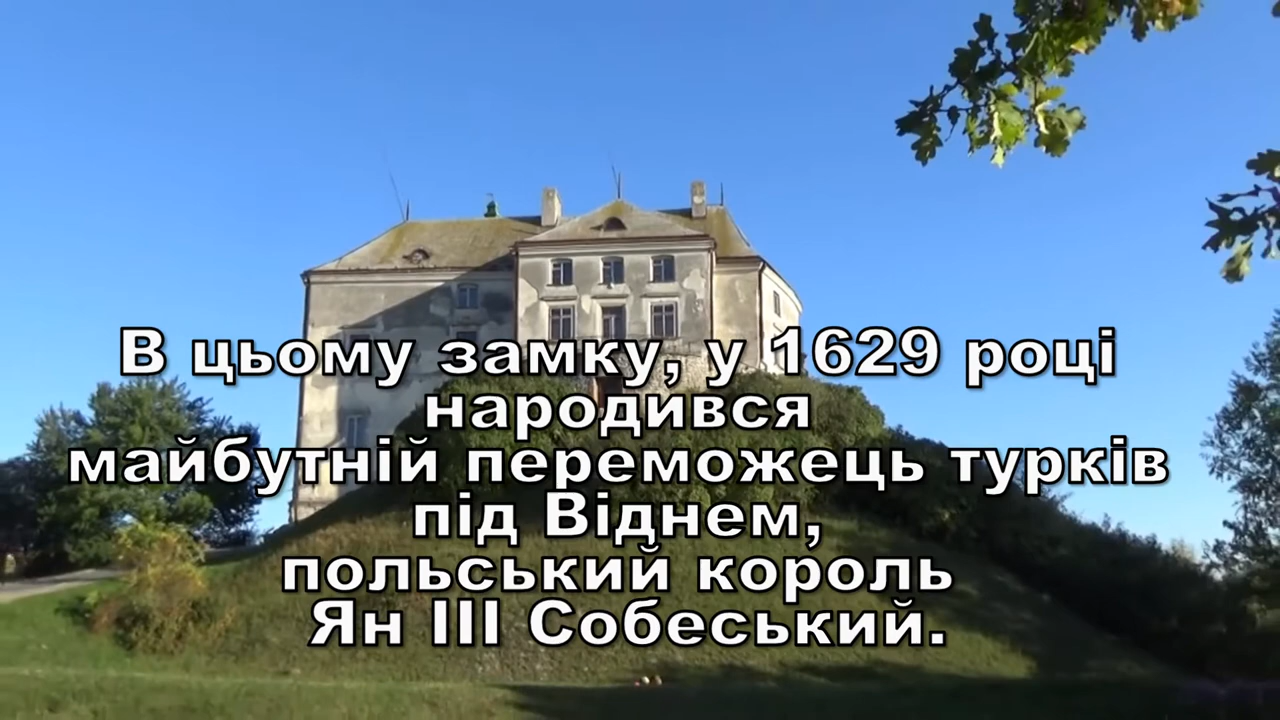 В цьому замку, у 1629 році
народився
майбутній переможець турків
під Віднем,
польський король
Ян III Собеський.